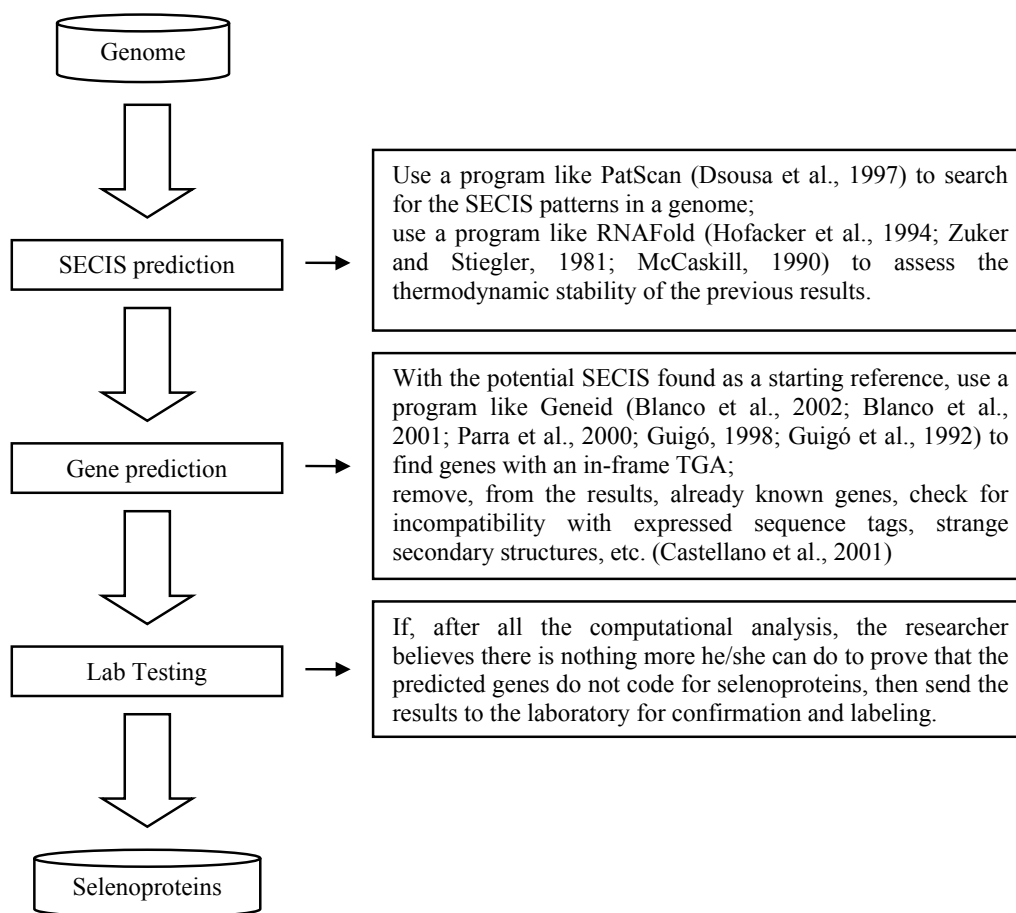 Genome
Use a program like PatScan (Dsousa et al., 1997) to search
for the SECIS patterns in a genome;
use a program like RNAFold (Hofacker et al., 1994; Zuker
and Stiegler, 1981; McCaskill, 1990) to assess the
thermodynamic stability of the previous results.
SECIS prediction
With the potential SECIS found as a starting reference, use a
program like Geneid (Blanco et al., 2002; Blanco et al.,
2001; Parra et al., 2000; Guigó, 1998; Guigó et al., 1992) to
find genes with an in-frame TGA;
remove, from the results, already known genes, check for
incompatibility with expressed sequence tags, strange
secondary structures, etc. (Castellano et al., 2001)
Gene prediction
If, after all the computational analysis, the researcher
believes there is nothing more he/she can do to prove that the
predicted genes do not code for selenoproteins, then send the
results to the laboratory for confirmation and labeling.
Lab Testing
Selenoproteins